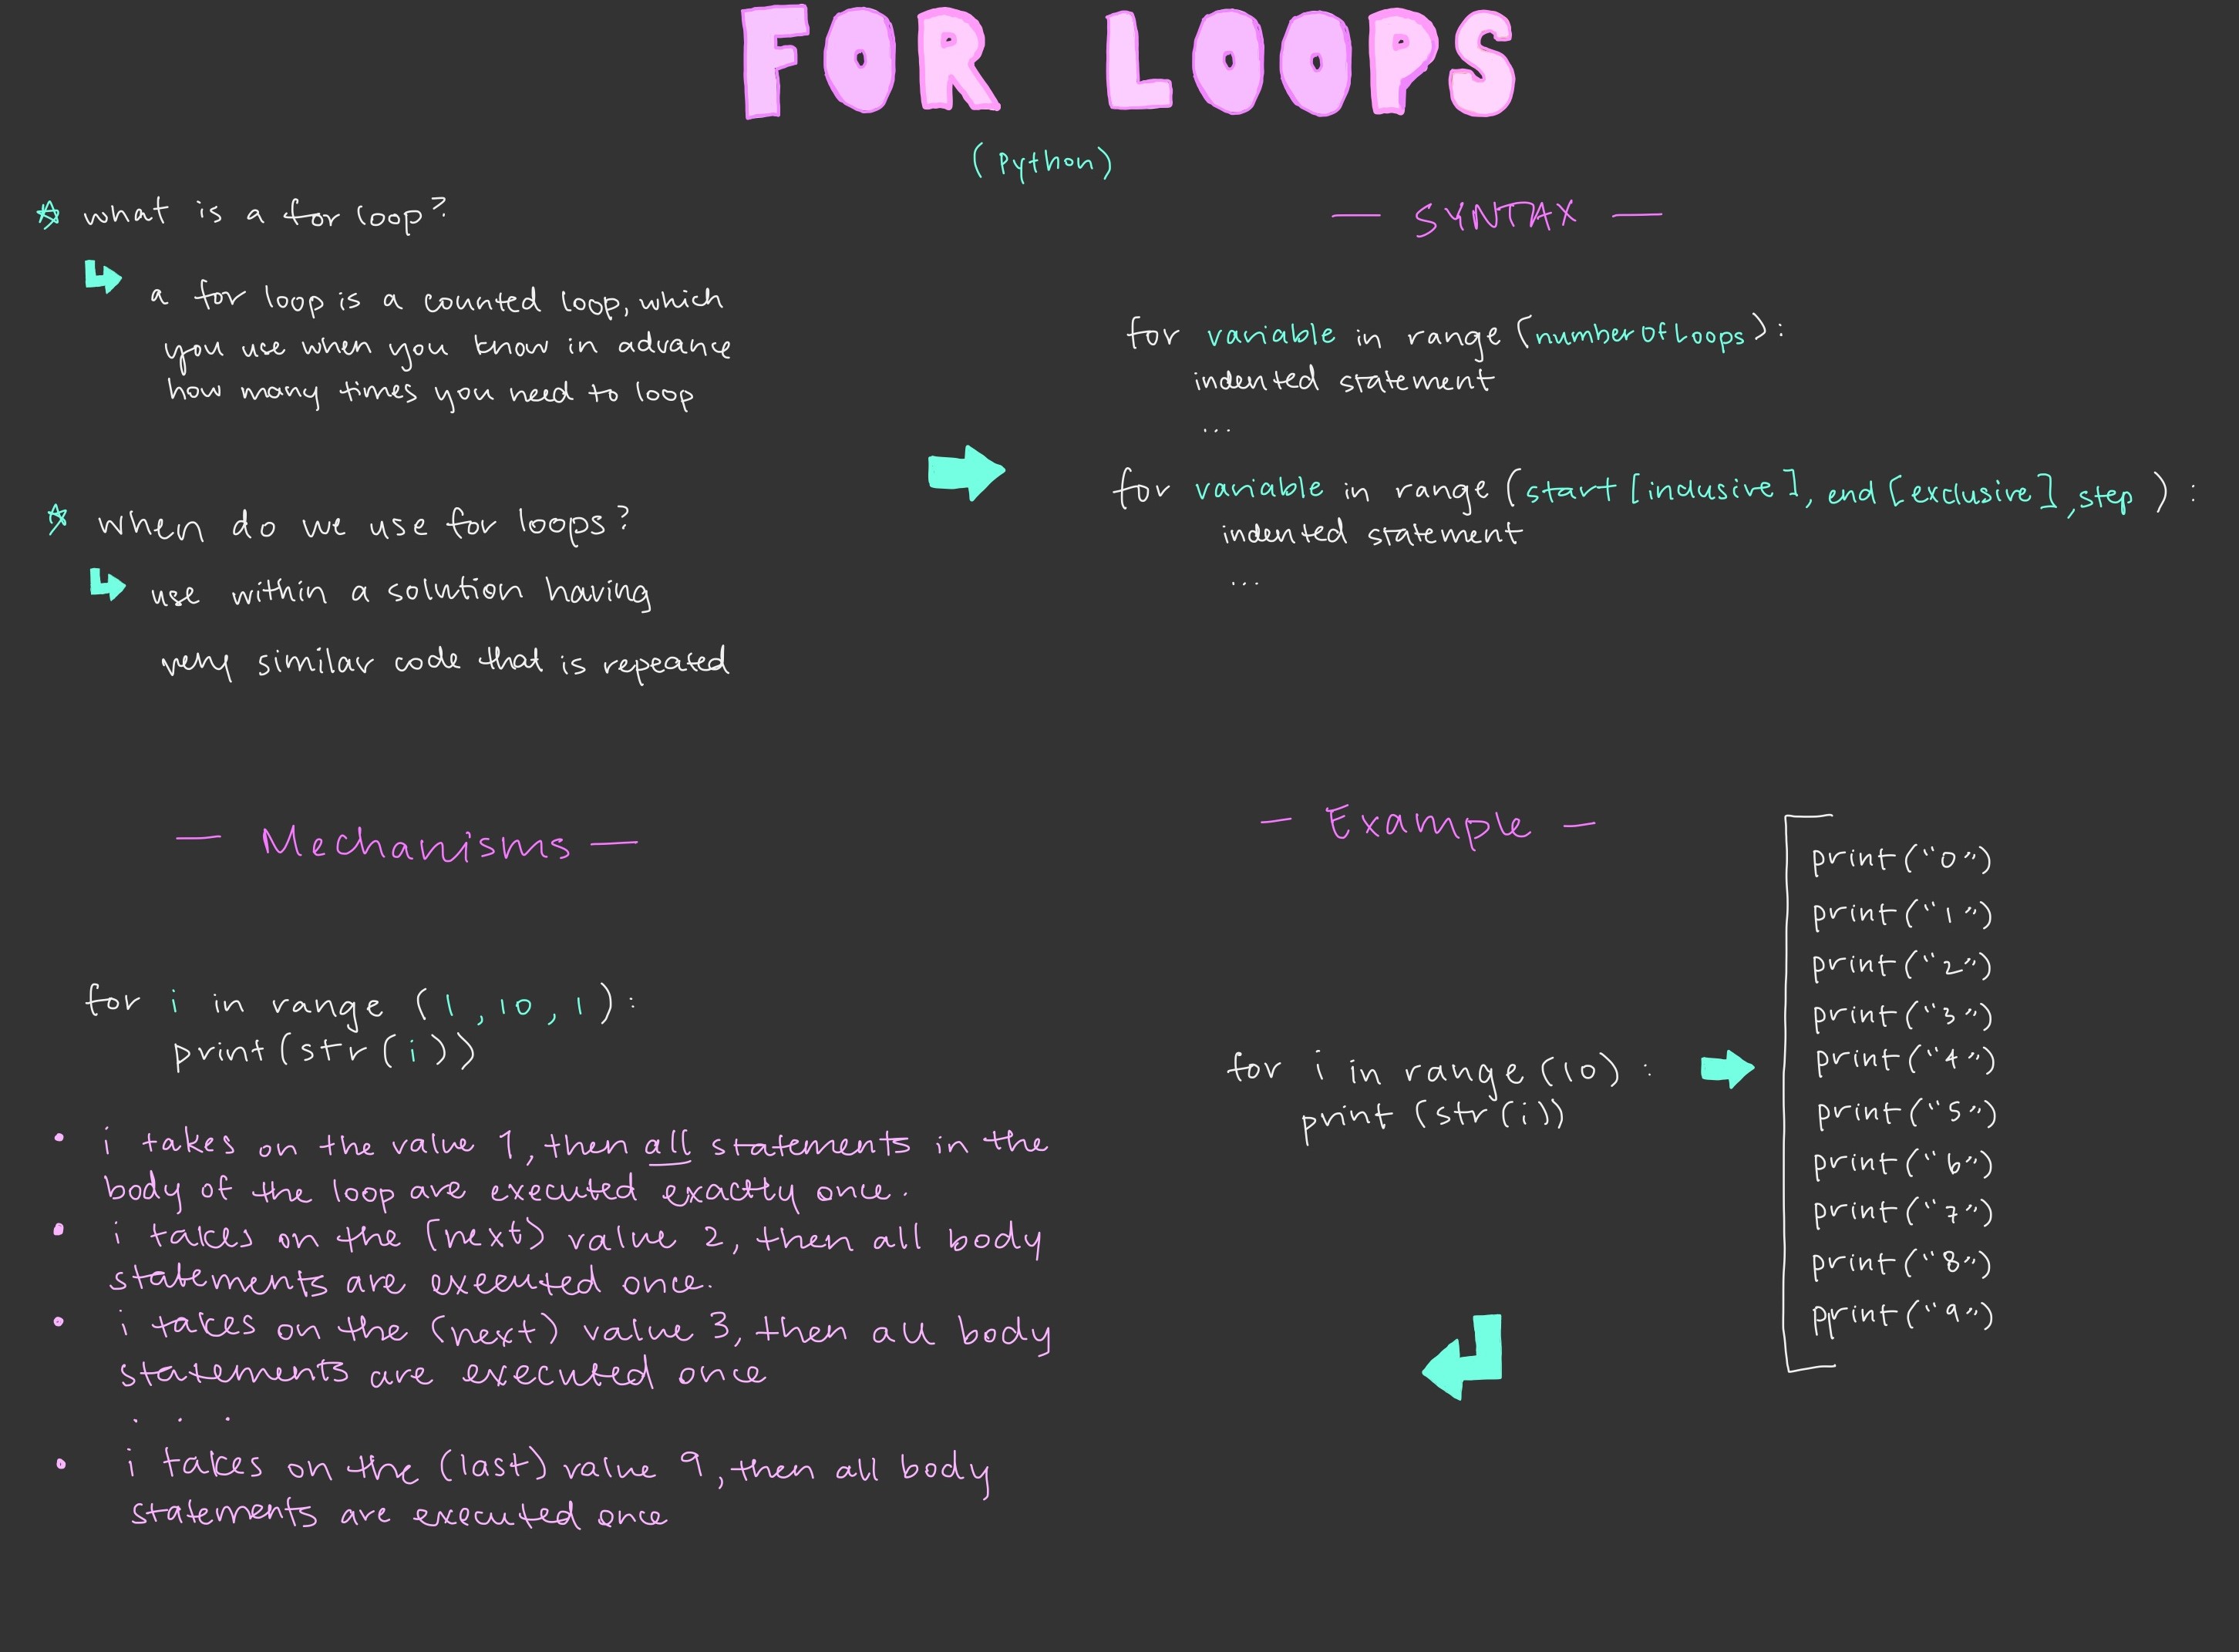 FOR LOOPS
(python)
what is a for loop?
a for loop is a counted loop, which
you use when you know in advance
how many times you need to loop
when do we use for loops?
use within a solution having
very similar code that is repeated
— SYNTAX —
for variable in range (numberOfLoops):
indented statement
...
for variable in range (start [inclusive], end [exclusive], step ) :
indented statement
...
— Mechanisms —
for i in range (1, 10, 1):
print(str(i))
• i takes on the value 1, then all statements in the
body of the loop are executed exactly once.
• i takes on the (next) value 2, then all body
statements are executed once.
• i takes on the (next) value 3, then all body
statements are executed once
. . .
• i takes on the (last) value 9, then all body
statements are executed once
— Example —
for i in range (10) :
print (str(i))
print("0")
print("1")
print("2")
print("3")
print("4")
print("5")
print("6")
print("7")
print("8")
print("9")